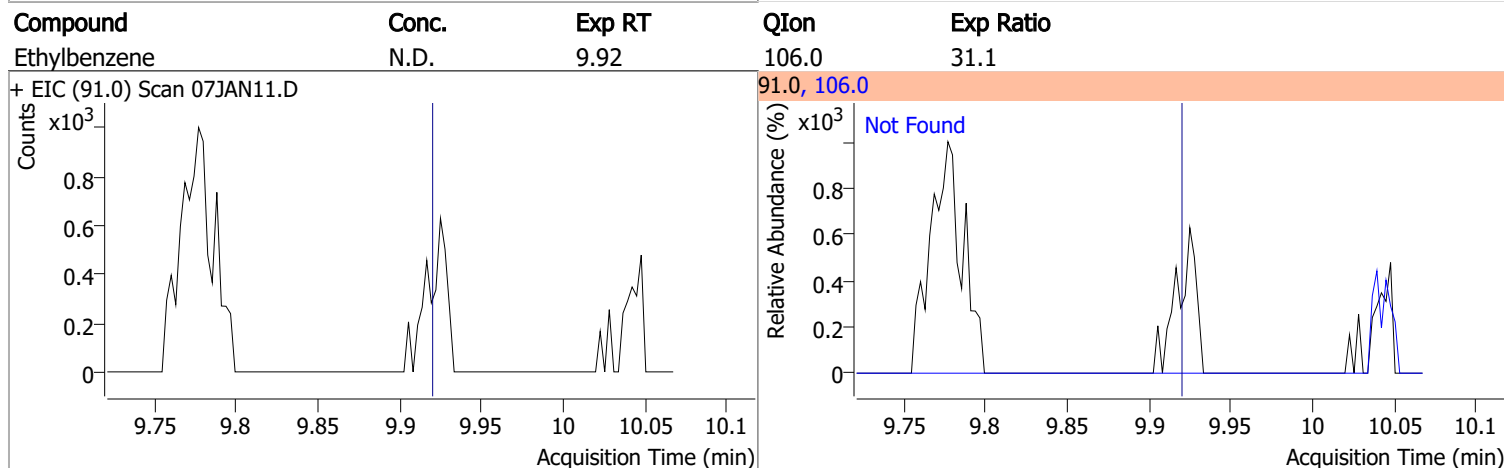 Compound Conc. Exp RT QIon Exp Ratio
Ethylbenzene N.D. 9.92 106.0 31.1
+ EIC (91.0) Scan 07JAN11.D
Counts
x10³
0.8
0.6
0.4
0.2
0
9.75 9.8 9.85 9.9 9.95 10 10.05 10.1
Acquisition Time (min)
91.0, 106.0
Relative Abundance (%)
x10³
Not Found
0.8
0.6
0.4
0.2
0
9.75 9.8 9.85 9.9 9.95 10 10.05 10.1
Acquisition Time (min)